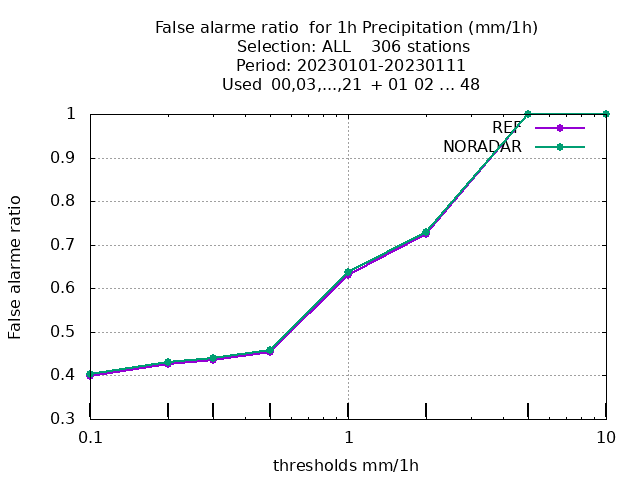 False alarme ratio  for 1h Precipitation (mm/1h)
Selection: ALL    306 stations
Period: 20230101-20230111
Used  00,03,...,21  + 01 02 ... 48
REF
NORADAR
1
0.9
0.8
0.7
0.6
0.5
0.4
0.3
False alarme ratio
0.1
1
10
thresholds mm/1h